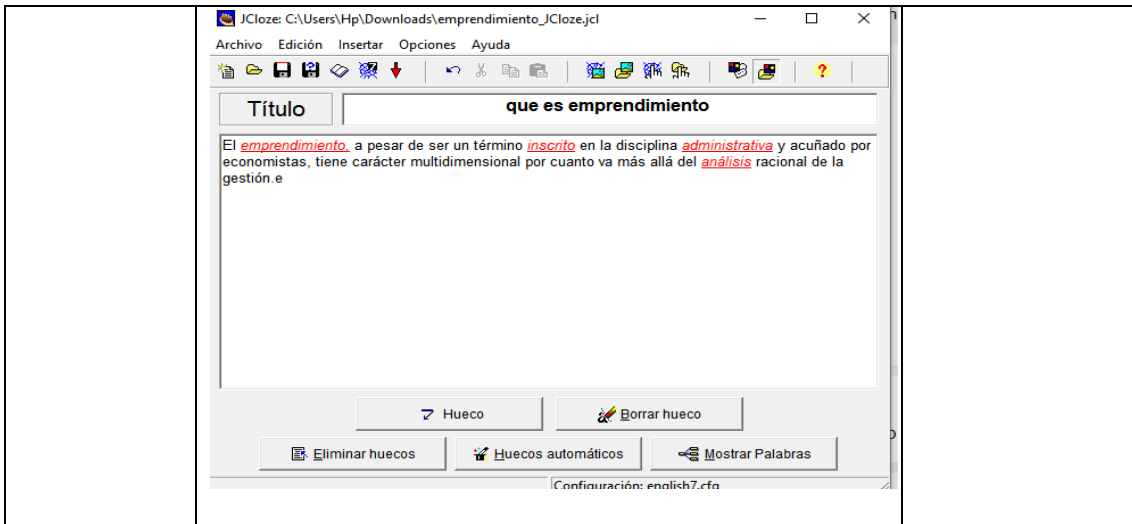 JCloze: C:\Users\Hp\Downloads\emprendimiento_JCloze.jcl
Archivo Edición Insertar Opciones Ayuda
Título
que es emprendimiento
El emprendimiento, a pesar de ser un término inscrito en la disciplina administrativa y acuñado por
economistas, tiene carácter multidimensional por cuanto va más allá del análisis racional de la
gestión.e
Hueco Borrar hueco
Eliminar huecos Huecos automáticos Mostrar Palabras
Configuración: english7.cfg